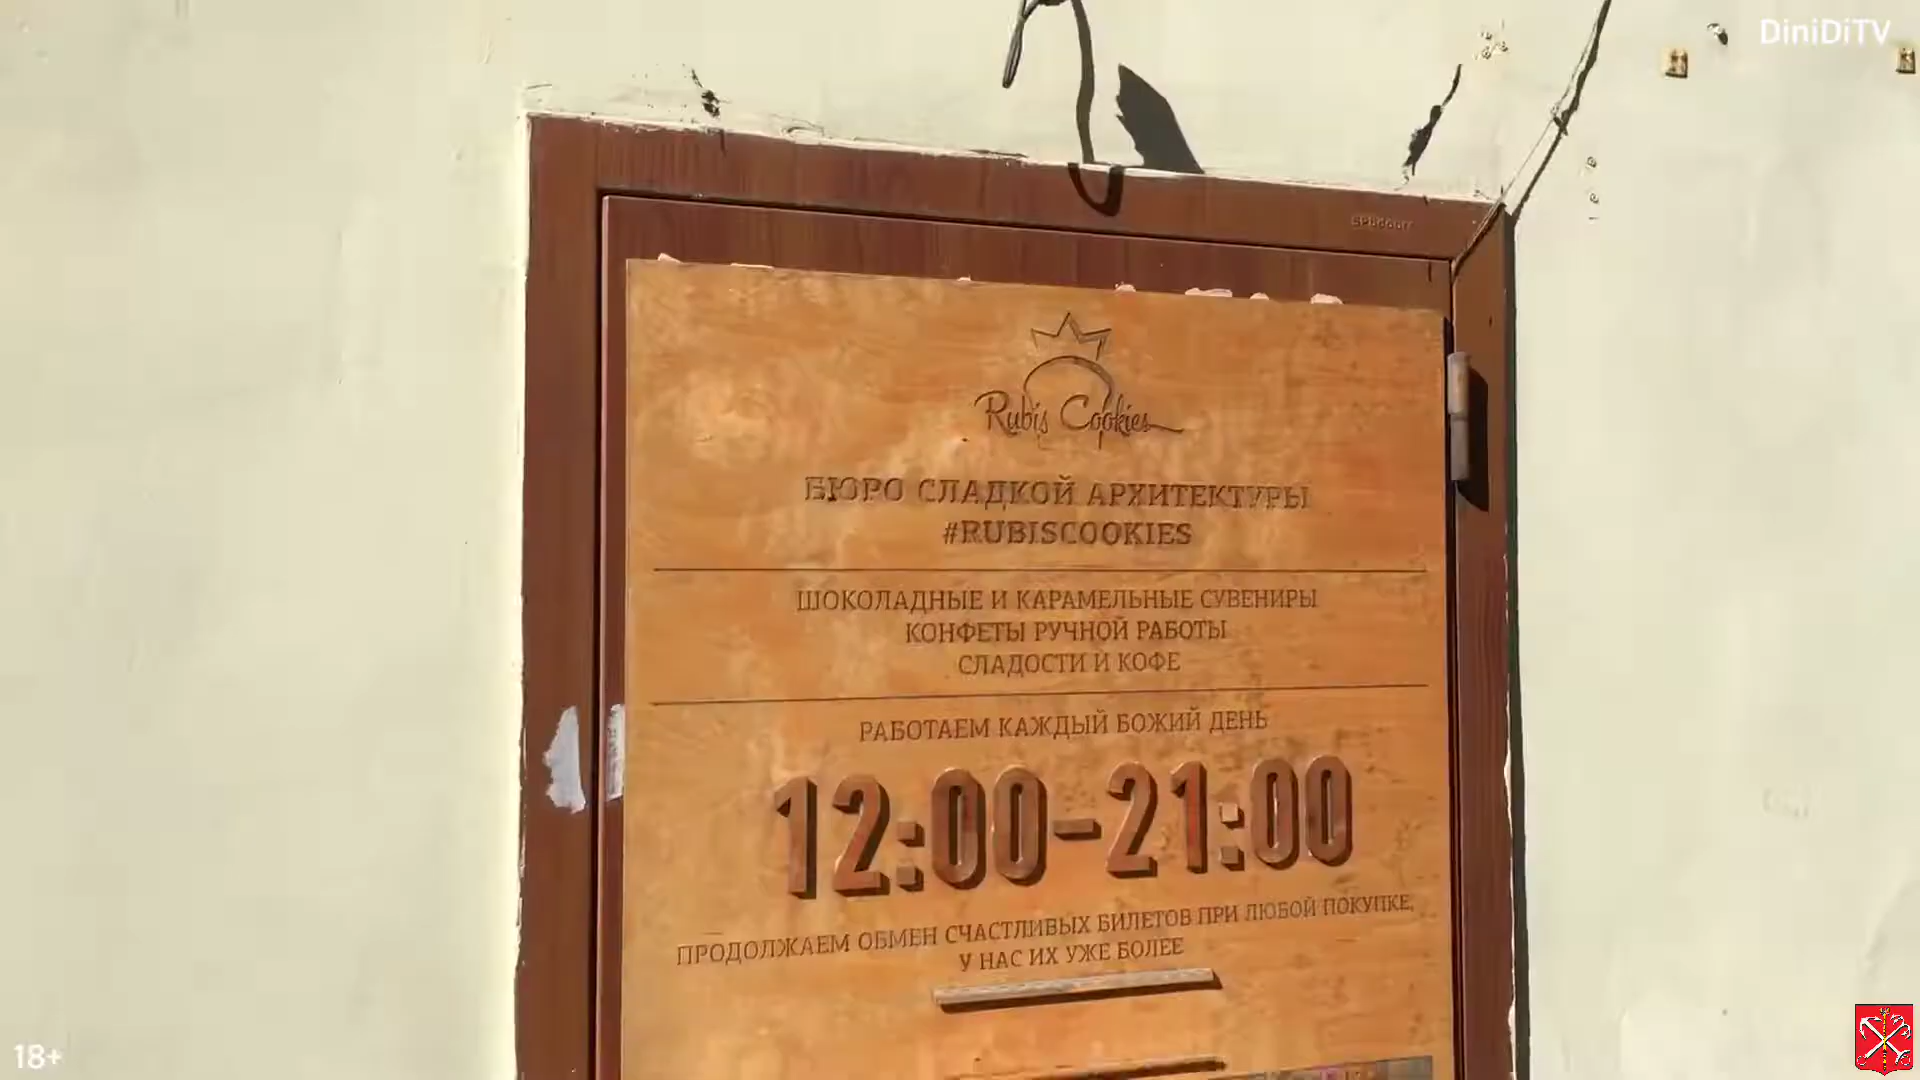 DiniDiTV
Rubis Cookies
БЮРО СЛАДКОЙ АРХИТЕКТУРЫ
#RUBISCOOKIES
ШОКОЛАДНЫЕ И КАРАМЕЛЬНЫЕ СУВЕНИРЫ
КОНФЕТЫ РУЧНОЙ РАБОТЫ
СЛАДОСТИ И КОФЕ
РАБОТАЕМ КАЖДЫЙ БОЖИЙ ДЕНЬ
12:00-21:00
ПРОДОЛЖАЕМ ОБМЕН СЧАСТЛИВЫХ БИЛЕТОВ ПРИ ЛЮБОЙ ПОКУПКЕ,
У НАС ИХ УЖЕ БОЛЕЕ
18+